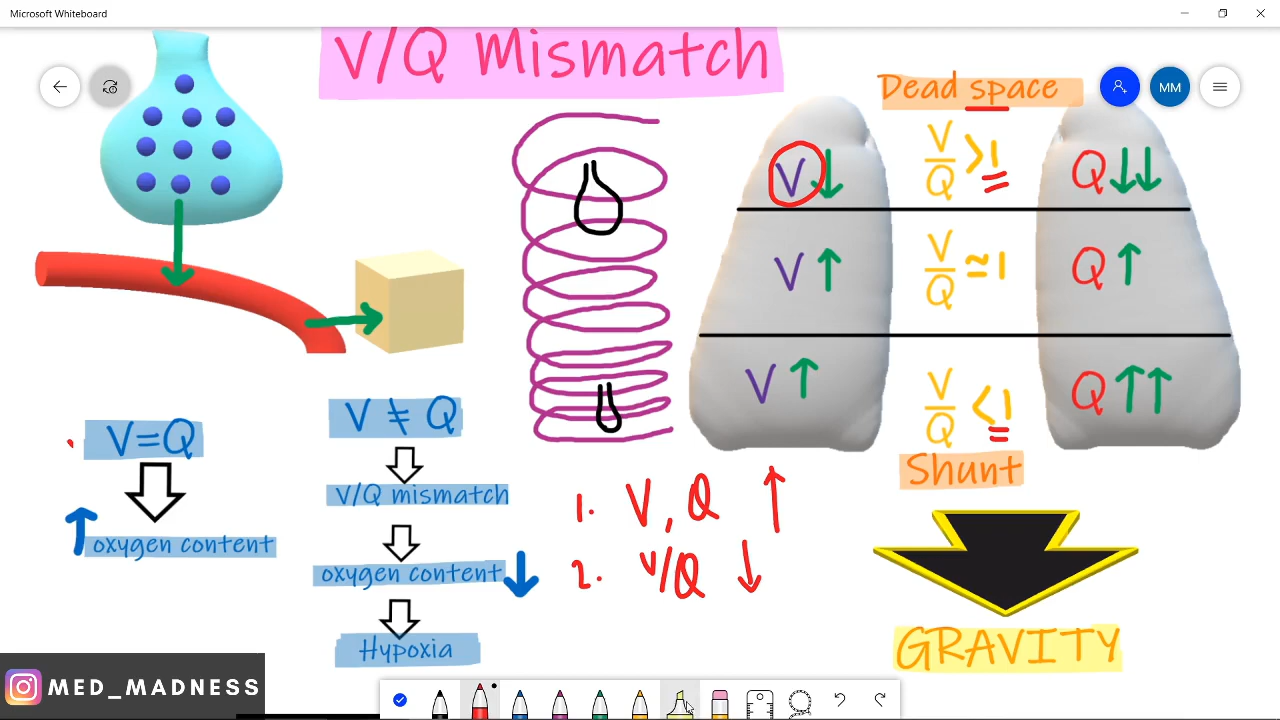 Microsoft Whiteboard
V/Q Mismatch
MM
Dead space
V↓
V/Q >1
Q↓↓
V↑
V/Q ≃1
Q↑
V↑
V/Q <1
Q↑↑
Shunt
GRAVITY
V=Q
↑ oxygen content
V ≠ Q
V/Q mismatch
oxygen content ↓
Hypoxia
1. V, Q ↑
2. V/Q ↓
MED_MADNESS